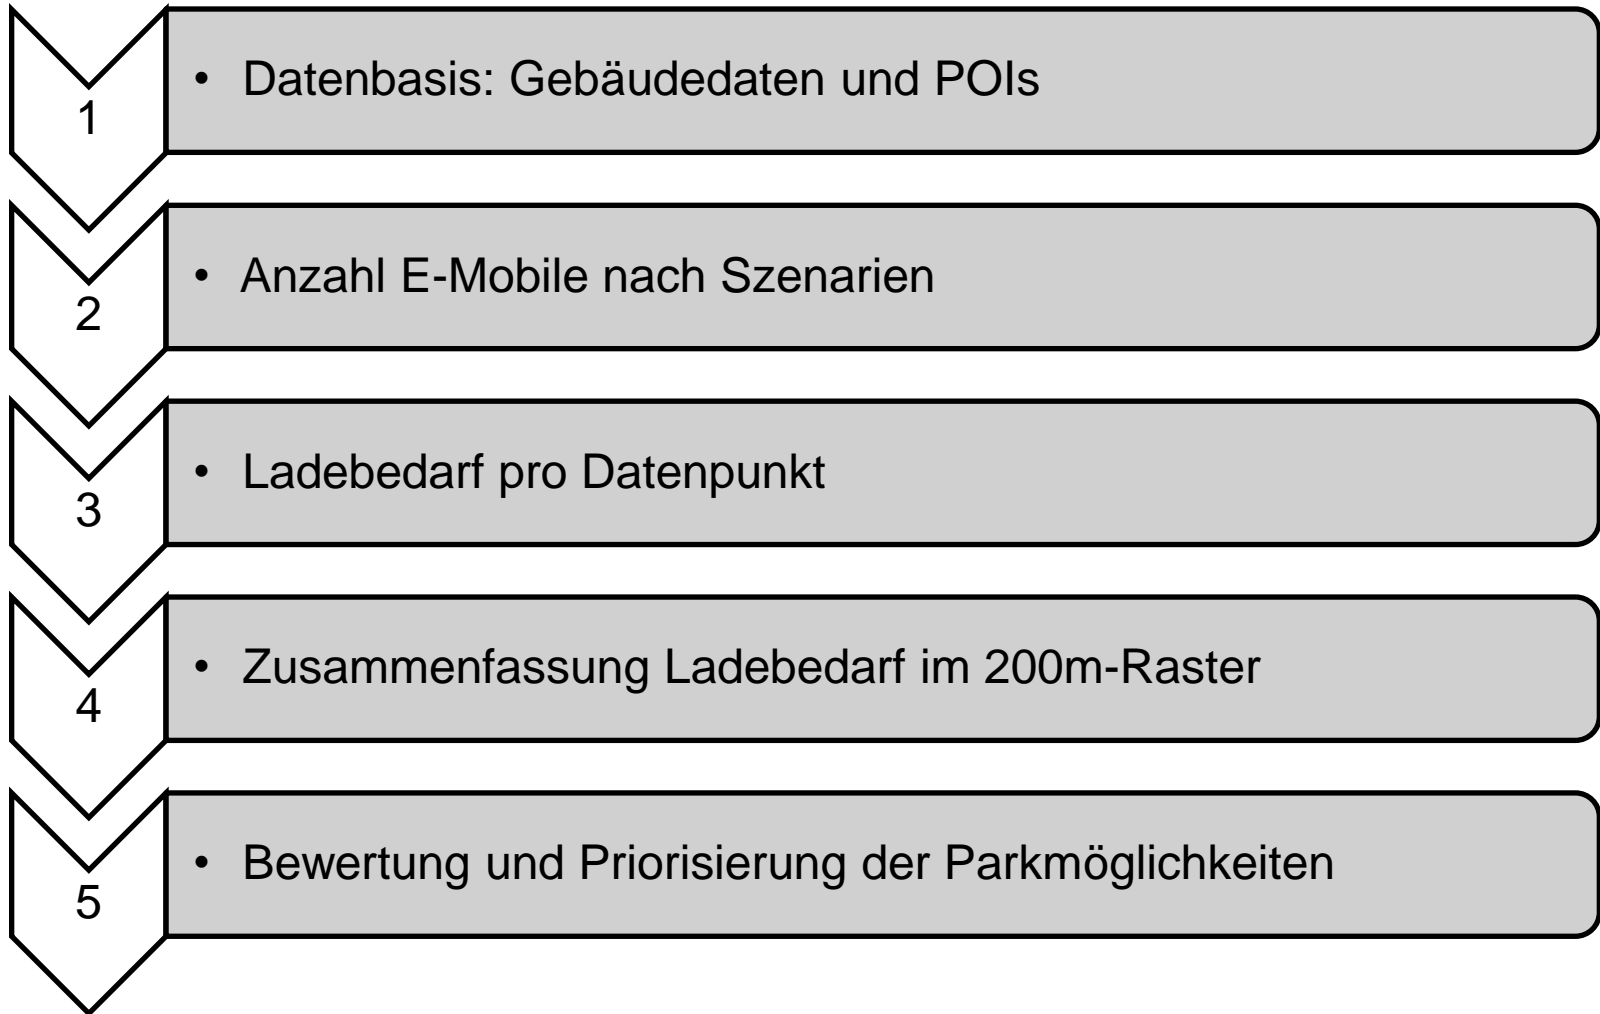 1
• Datenbasis: Gebäudedaten und POIs
2
• Anzahl E-Mobile nach Szenarien
3
• Ladebedarf pro Datenpunkt
4
• Zusammenfassung Ladebedarf im 200m-Raster
5
• Bewertung und Priorisierung der Parkmöglichkeiten